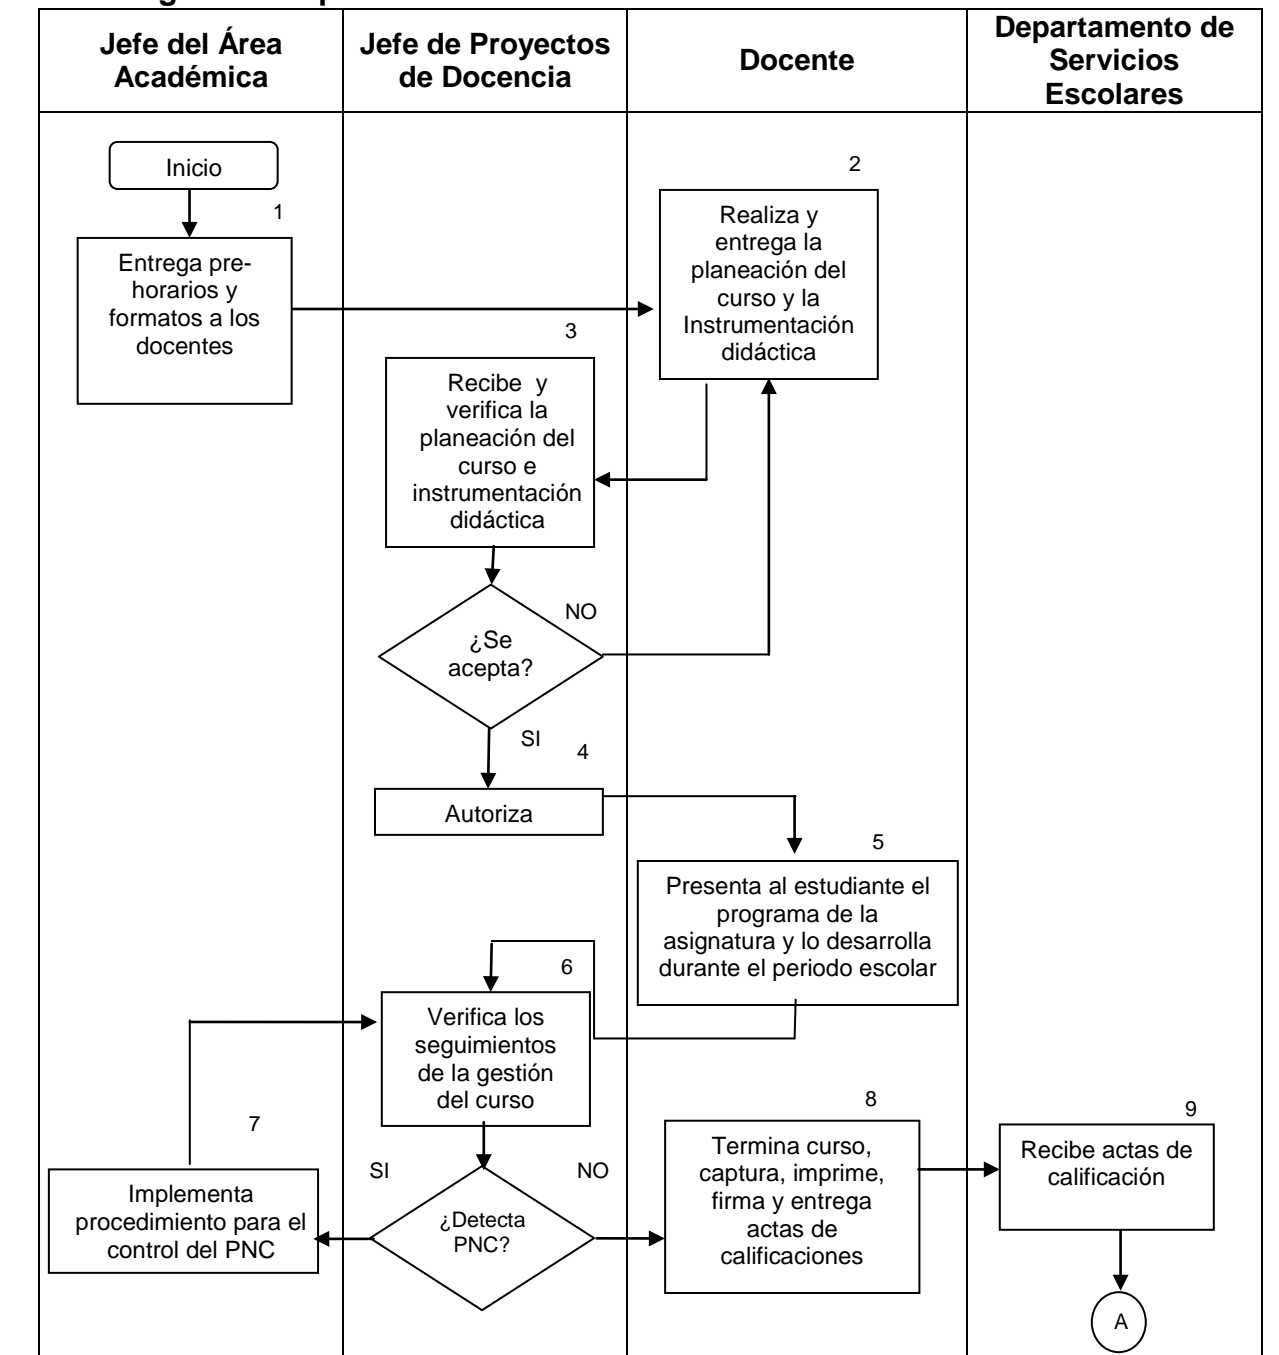 Jefe del Área
Académica
Jefe de Proyectos
de Docencia
Docente
Departamento de
Servicios
Escolares
Inicio
1
Entrega pre-
horarios y
formatos a los
docentes
2
Realiza y
entrega la
planeación del
curso y la
Instrumentación
didáctica
3
Recibe y
verifica la
planeación del
curso e
instrumentación
didáctica
¿Se
acepta?
NO
SI
4
Autoriza
5
Presenta al estudiante el
programa de la
asignatura y lo desarrolla
durante el periodo escolar
6
Verifica los
seguimientos
de la gestión
del curso
¿Detecta
PNC?
SI
NO
7
Implementa
procedimiento para el
control del PNC
8
Termina curso,
captura, imprime,
firma y entrega
actas de
calificaciones
9
Recibe actas de
calificación
A